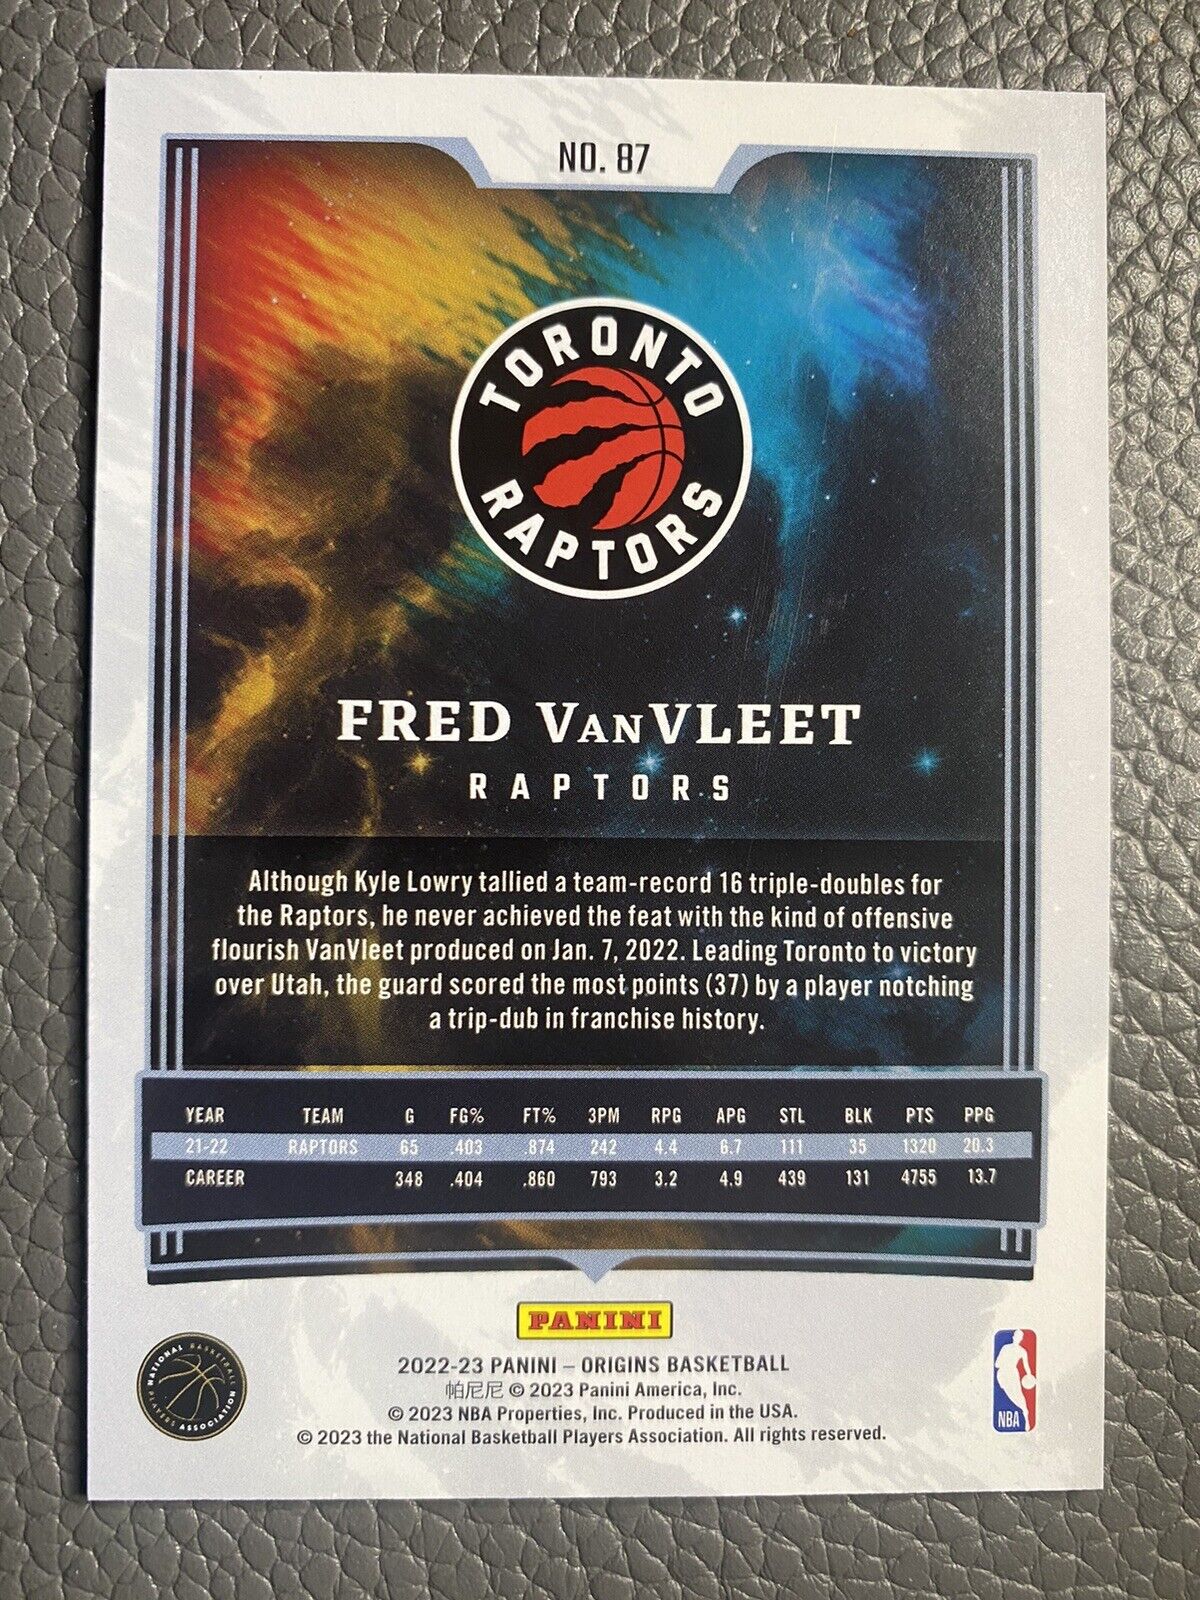 NO. 87
TORONTO
RAPTORS
FRED VANVLEET
RAPTORS
Although Kyle Lowry tallied a team-record 16 triple-doubles for
the Raptors, he never achieved the feat with the kind of offensive
flourish VanVleet produced on Jan. 7, 2022. Leading Toronto to victory
over Utah, the guard scored the most points (37) by a player notching
a trip-dub in franchise history.
YEAR TEAM G FG% FT% 3PM RPG APG STL BLK PTS PPG
21-22 RAPTORS 65 .403 .874 242 4.4 6.7 111 35 1320 20.3
CAREER 348 .404 .860 793 3.2 4.9 439 131 4755 13.7
PANINI
NATIONAL BASKETBALL
PLAYERS ASSOCIATION
2022-23 PANINI – ORIGINS BASKETBALL
帕尼尼 © 2023 Panini America, Inc.
© 2023 NBA Properties, Inc. Produced in the USA.
© 2023 the National Basketball Players Association. All rights reserved.
NBA